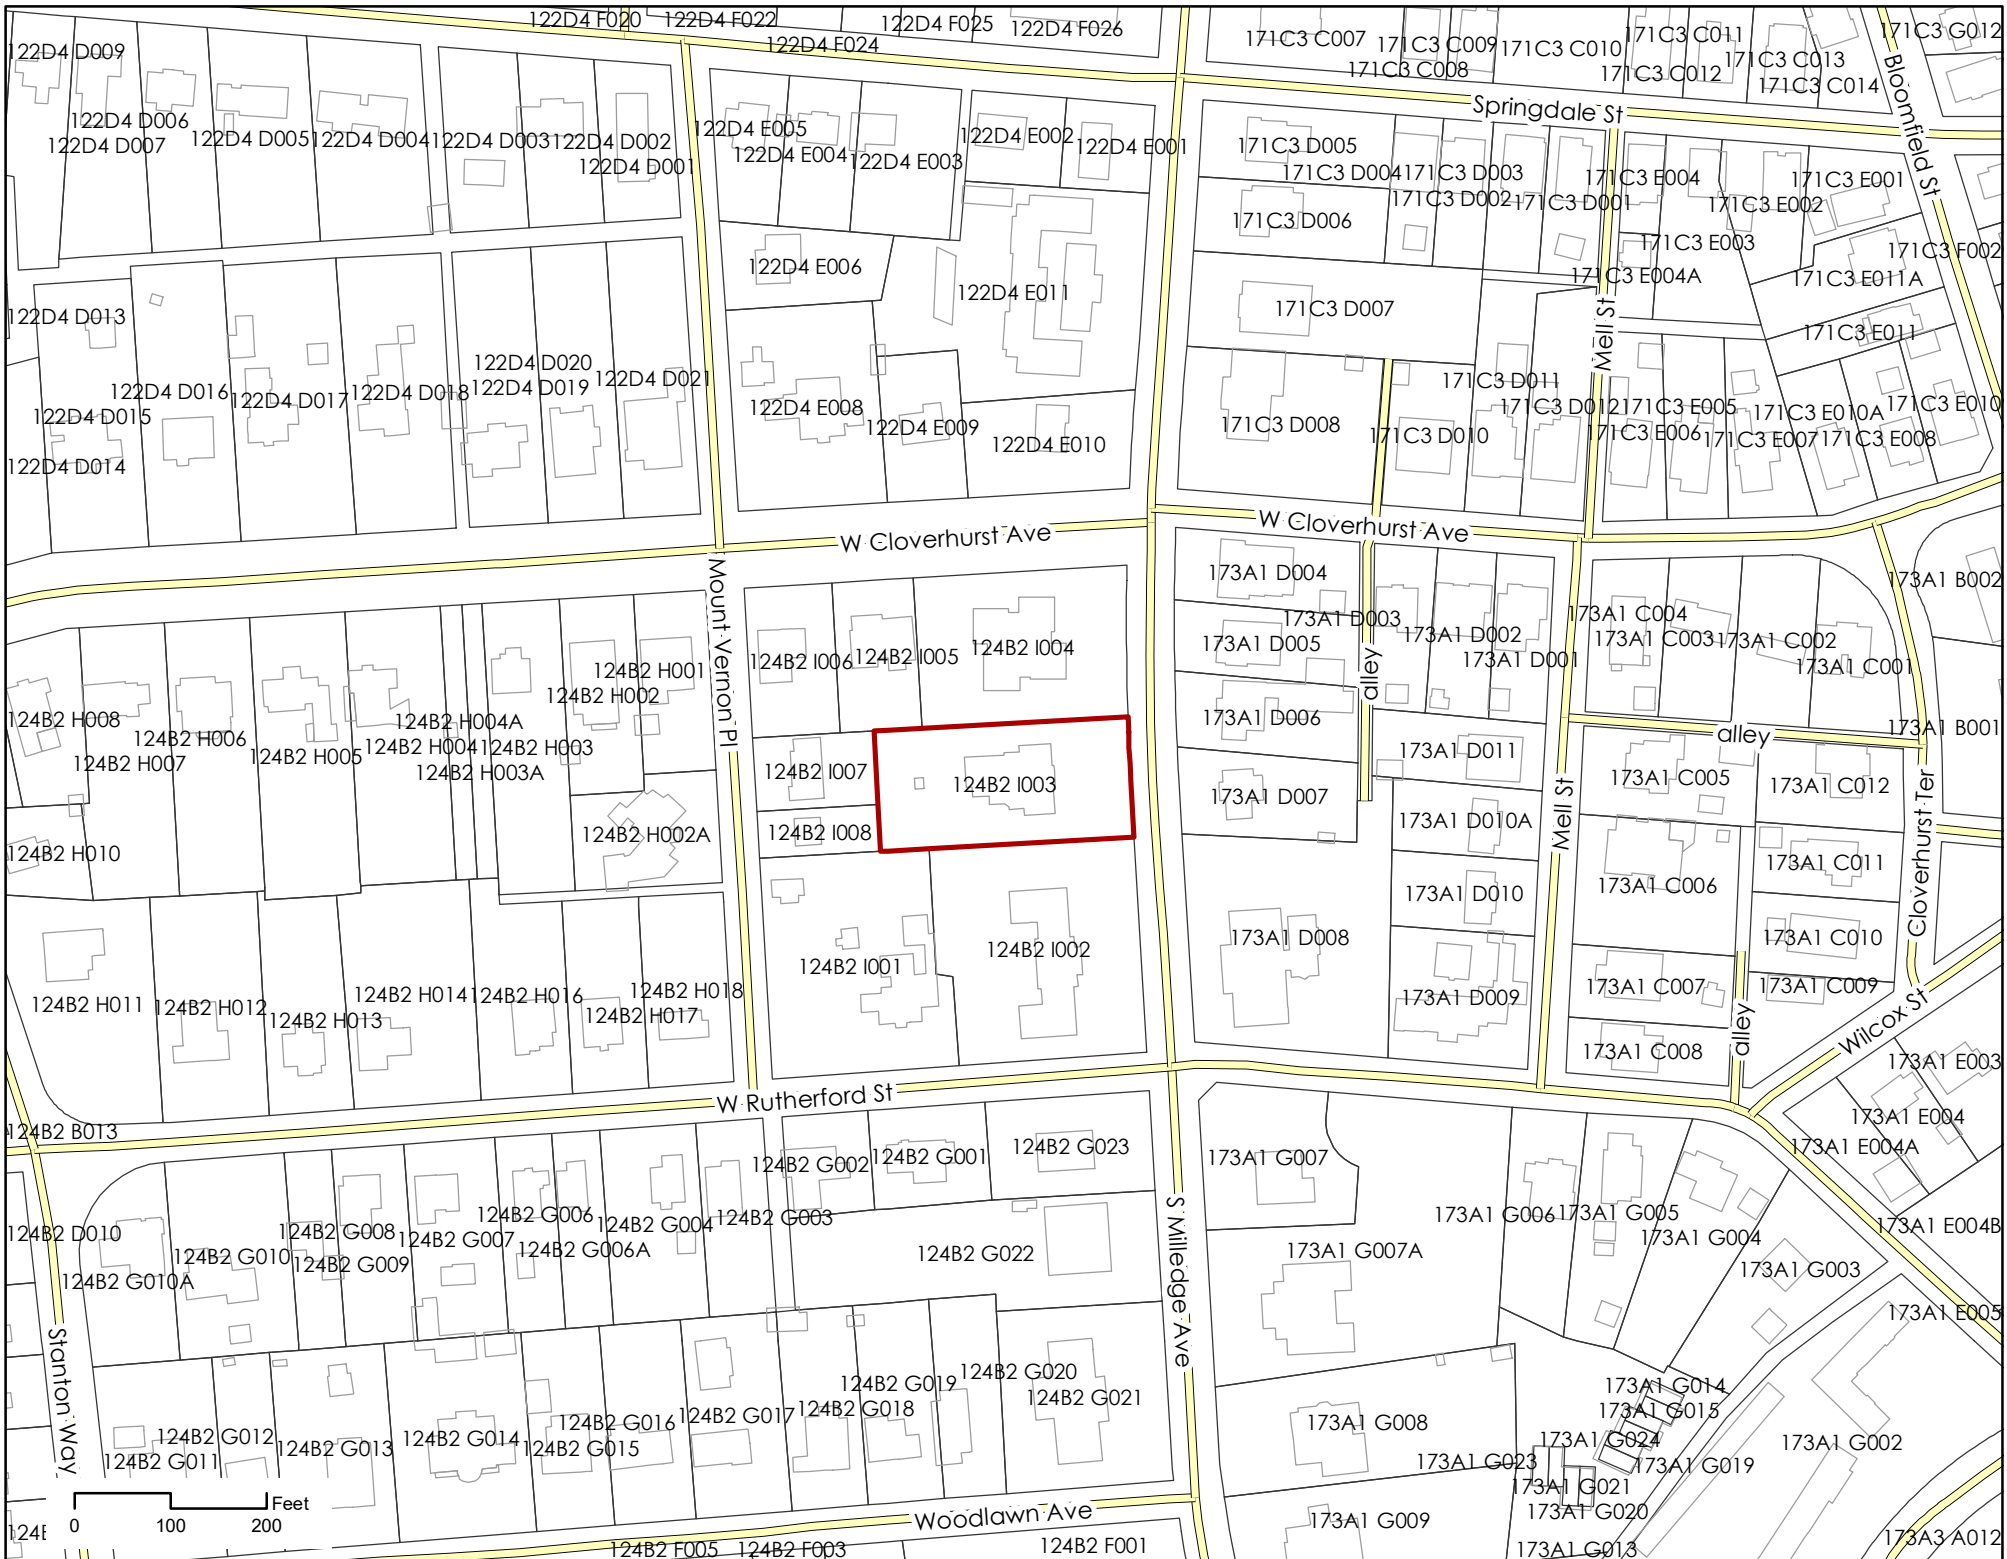 122D4 F020
122D4 F022
122D4 F025
122D4 F026
122D4 F024
171C3 C007
171C3 C009
171C3 C008
171C3 C010
171C3 C011
171C3 C012
171C3 C013
171C3 C014
171C3 G012
122D4 D009
122D4 D006
122D4 D007
122D4 D005
122D4 D004
122D4 D003
122D4 D002
122D4 D001
122D4 E005
122D4 E004
122D4 E003
122D4 E002
122D4 E001
Springdale St
Bloomfield St
171C3 D005
171C3 D004
171C3 D003
171C3 D002
171C3 D001
171C3 E004
171C3 E001
171C3 E002
171C3 D006
171C3 E003
171C3 F002
171C3 E004A
171C3 E011A
122D4 E006
122D4 E011
171C3 D007
Mell St
171C3 E011
122D4 D013
122D4 D016
122D4 D015
122D4 D014
122D4 D017
122D4 D018
122D4 D020
122D4 D019
122D4 D021
122D4 E008
122D4 E009
122D4 E010
171C3 D008
171C3 D010
171C3 D011
171C3 D012
171C3 E005
171C3 E006
171C3 E007
171C3 E010A
171C3 E008
171C3 E010
W Cloverhurst Ave
W Cloverhurst Ave
Mount Vernon Pl
173A1 D004
173A1 D003
173A1 D005
173A1 D002
173A1 D001
173A1 C004
173A1 C003
173A1 C002
173A1 C001
173A1 B002
124B2 H001
124B2 H002
124B2 I006
124B2 I005
124B2 I004
alley
173A1 D006
173A1 D011
alley
173A1 B001
124B2 H008
124B2 H006
124B2 H007
124B2 H005
124B2 H004A
124B2 H004
124B2 H003
124B2 H003A
124B2 I007
124B2 I003
173A1 D007
173A1 C005
173A1 C012
124B2 H010
124B2 H002A
124B2 I008
173A1 D010A
Mell St
173A1 C011
Cloverhurst Ter
173A1 D010
173A1 C006
173A1 D008
173A1 C010
124B2 I001
124B2 I002
124B2 H011
124B2 H012
124B2 H013
124B2 H014
124B2 H016
124B2 H017
124B2 H018
173A1 D009
173A1 C007
173A1 C009
alley
Wilcox St
173A1 C008
173A1 E003
W Rutherford St
124B2 B013
124B2 G002
124B2 G001
124B2 G023
173A1 G007
173A1 E004
173A1 E004A
124B2 D010
124B2 G010A
124B2 G010
124B2 G008
124B2 G009
124B2 G007
124B2 G006
124B2 G006A
124B2 G004
124B2 G003
124B2 G022
S Milledge Ave
173A1 G007A
173A1 G006
173A1 G005
173A1 G004
173A1 G003
173A1 E004B
173A1 E005
Stanton Way
124B2 G020
124B2 G019
124B2 G021
124B2 G018
124B2 G017
124B2 G016
124B2 G015
124B2 G014
124B2 G013
124B2 G012
124B2 G011
173A1 G008
173A1 G014
173A1 G015
173A1 G024
173A1 G002
173A1 G023
173A1 G019
173A1 G021
173A1 G020
Feet
0 100 200
Woodlawn Ave
173A1 G009
173A3 A012
124B2 F005
124B2 F003
124B2 F001
173A1 G013